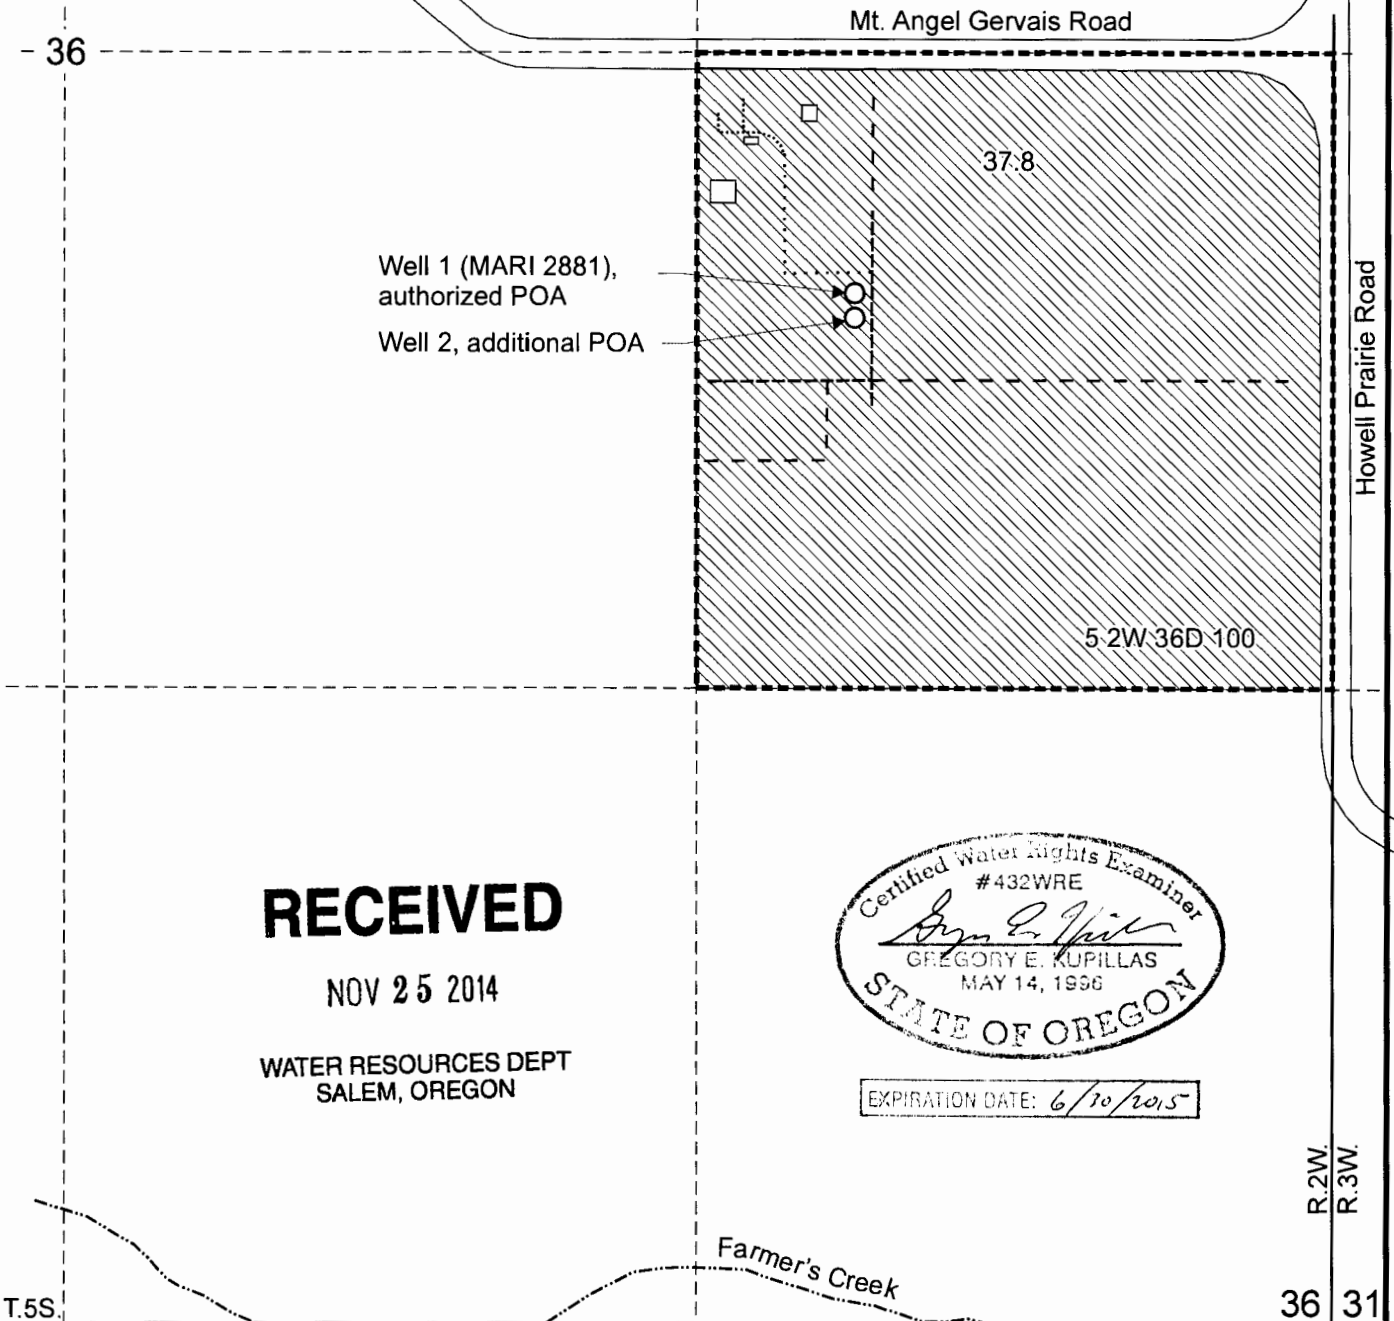 Mt. Angel Gervais Road
36
37.8
Well 1 (MARI 2881),
authorized POA
Well 2, additional POA
Howell Prairie Road
5 2W 36D 100
RECEIVED
NOV 25 2014
WATER RESOURCES DEPT
SALEM, OREGON
Certified Water Rights Examiner
#432WRE
GREGORY E. KUPILLAS
MAY 14, 1996
STATE OF OREGON
EXPIRATION DATE: 6/30/2015
R.2W.
R.3W.
Farmer's Creek
T.5S.
36
31